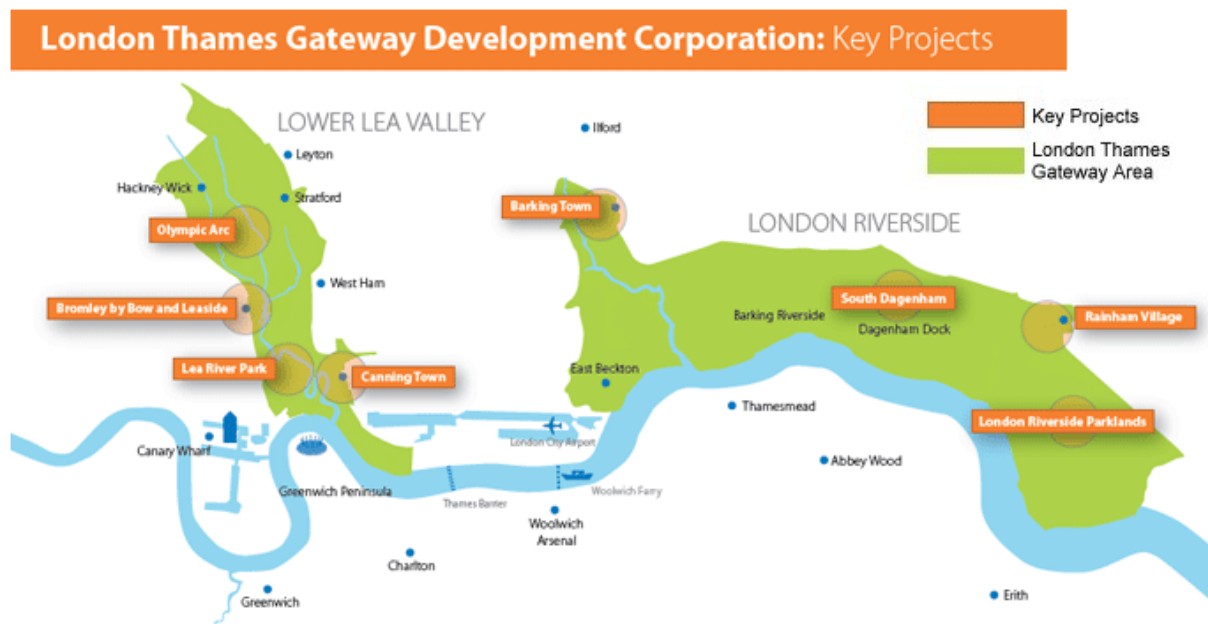 London Thames Gateway Development Corporation: Key Projects
LOWER LEA VALLEY
Ilford
Key Projects
London Thames
Gateway Area
Leyton
Hackney Wick
Stratford
Barking Town
Olympic Arc
LONDON RIVERSIDE
West Ham
Bromley by Bow and Leaside
South Dagenham
Barking Riverside
Dagenham Dock
Rainham Village
Lea River Park
Canning Town
East Beckton
Thamesmead
London Riverside Parklands
Canary Wharf
London City Airport
Abbey Wood
Greenwich Peninsula
Thames Banter
Woolwich Farry
Woolwich
Arsenal
Charlton
Greenwich
Erith